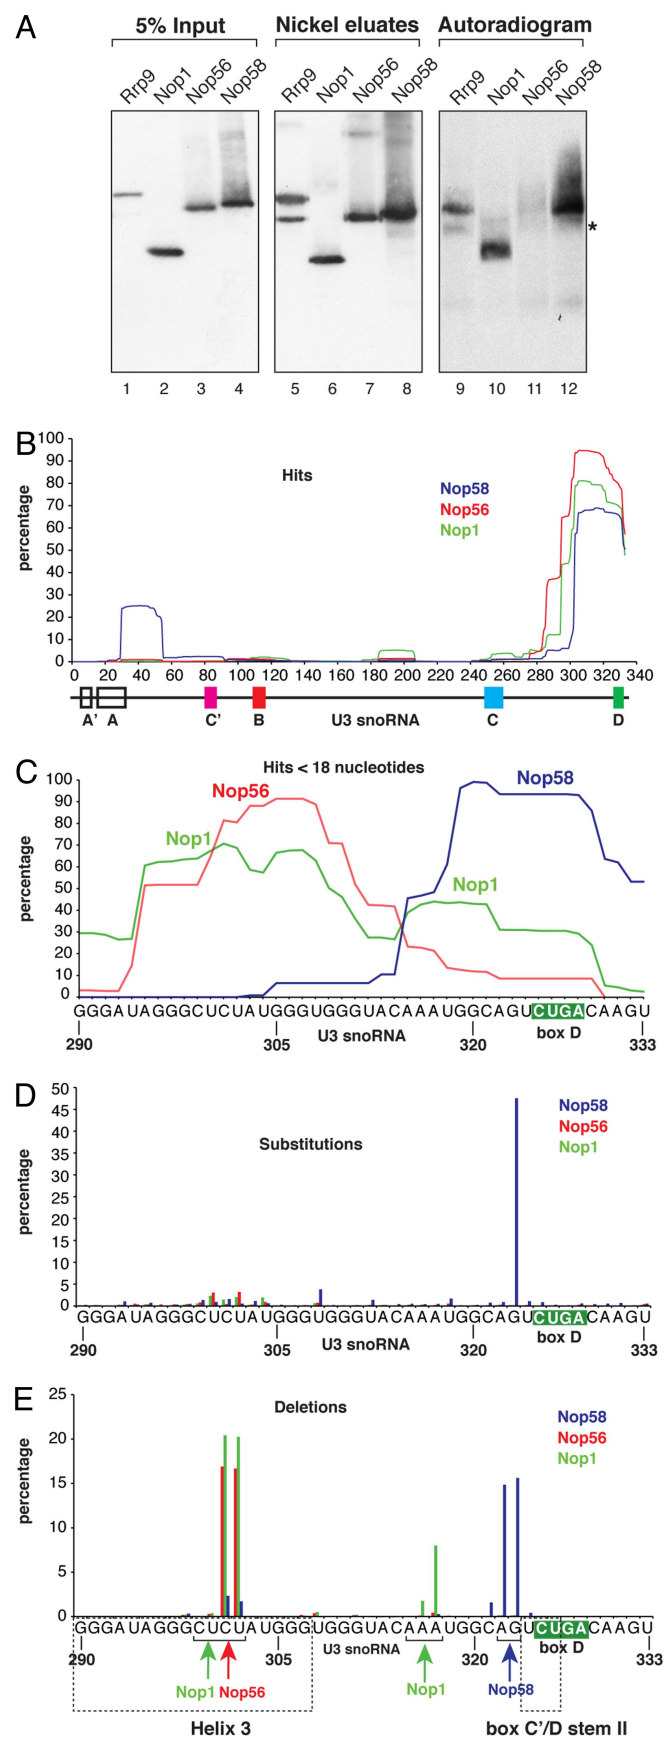 A
5% Input
Nickel eluates
Autoradiogram
Rrp9 Nop1 Nop56 Nop58
Rrp9 Nop1 Nop56 Nop58
Rrp9 Nop1 Nop56 Nop58
*
1 2 3 4
5 6 7 8
9 10 11 12
B
percentage
100
90
80
70
60
50
40
30
20
10
0
Hits
Nop58
Nop56
Nop1
0 20 40 60 80 100 120 140 160 180 200 220 240 260 280 300 320 340
A' A C' B U3 snoRNA C D
C
Hits < 18 nucleotides
percentage
100
90
80
70
60
50
40
30
20
10
0
Nop56
Nop58
Nop1
Nop1
GGGAUAGGGCUCUAUGGGUGGGUACAAAUGGCAGUCUGACAAGU
290 305 U3 snoRNA 320 box D 333
D
percentage
50
45
40
35
30
25
20
15
10
5
0
Substitutions
Nop58
Nop56
Nop1
GGGAUAGGGCUCUAUGGGUGGGUACAAAUGGCAGUCUGACAAGU
290 305 U3 snoRNA 320 box D 333
E
percentage
25
20
15
10
5
0
Deletions
Nop58
Nop56
Nop1
GGGAUAGGGCUCUAUGGGUGGGUACAAAUGGCAGUCUGACAAGU
290 305 U3 snoRNA 320 box D 333
Nop1 Nop56 Nop1 Nop58
Helix 3
box C'/D stem II